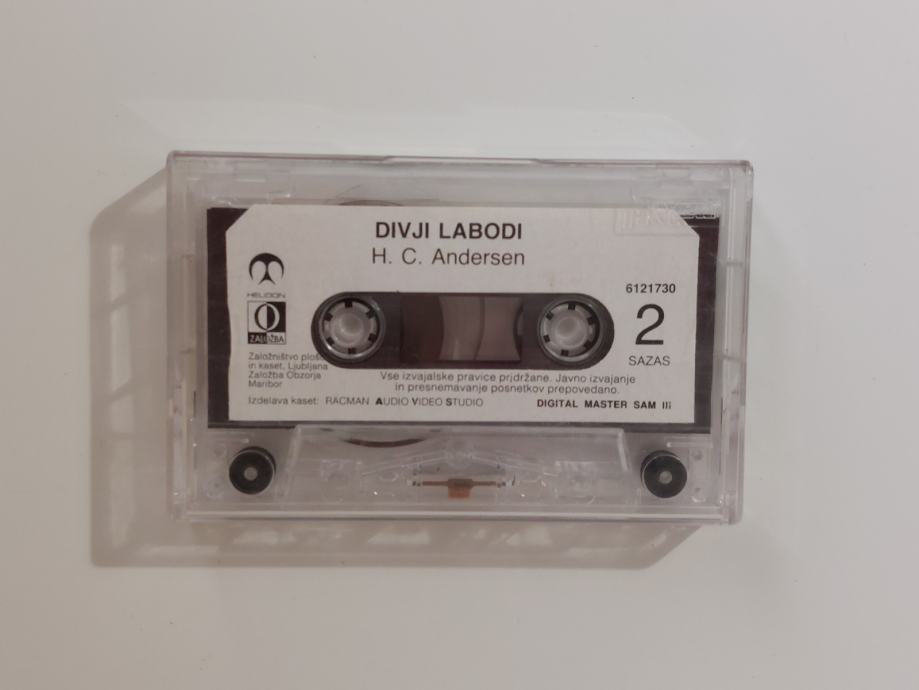 DIVJI LABODI
H. C. Andersen
HELIDON
ZALOŽBA
6121730
2
SAZAS
Založništvo plošč
in kaset, Ljubljana
Založba Obzorja
Maribor
Vse izvajalske pravice pridržane. Javno izvajanje
in presnemavanje posnetkov prepovedano.
Izdelava kaset: RACMAN AUDIO VIDEO STUDIO
DIGITAL MASTER SAM III